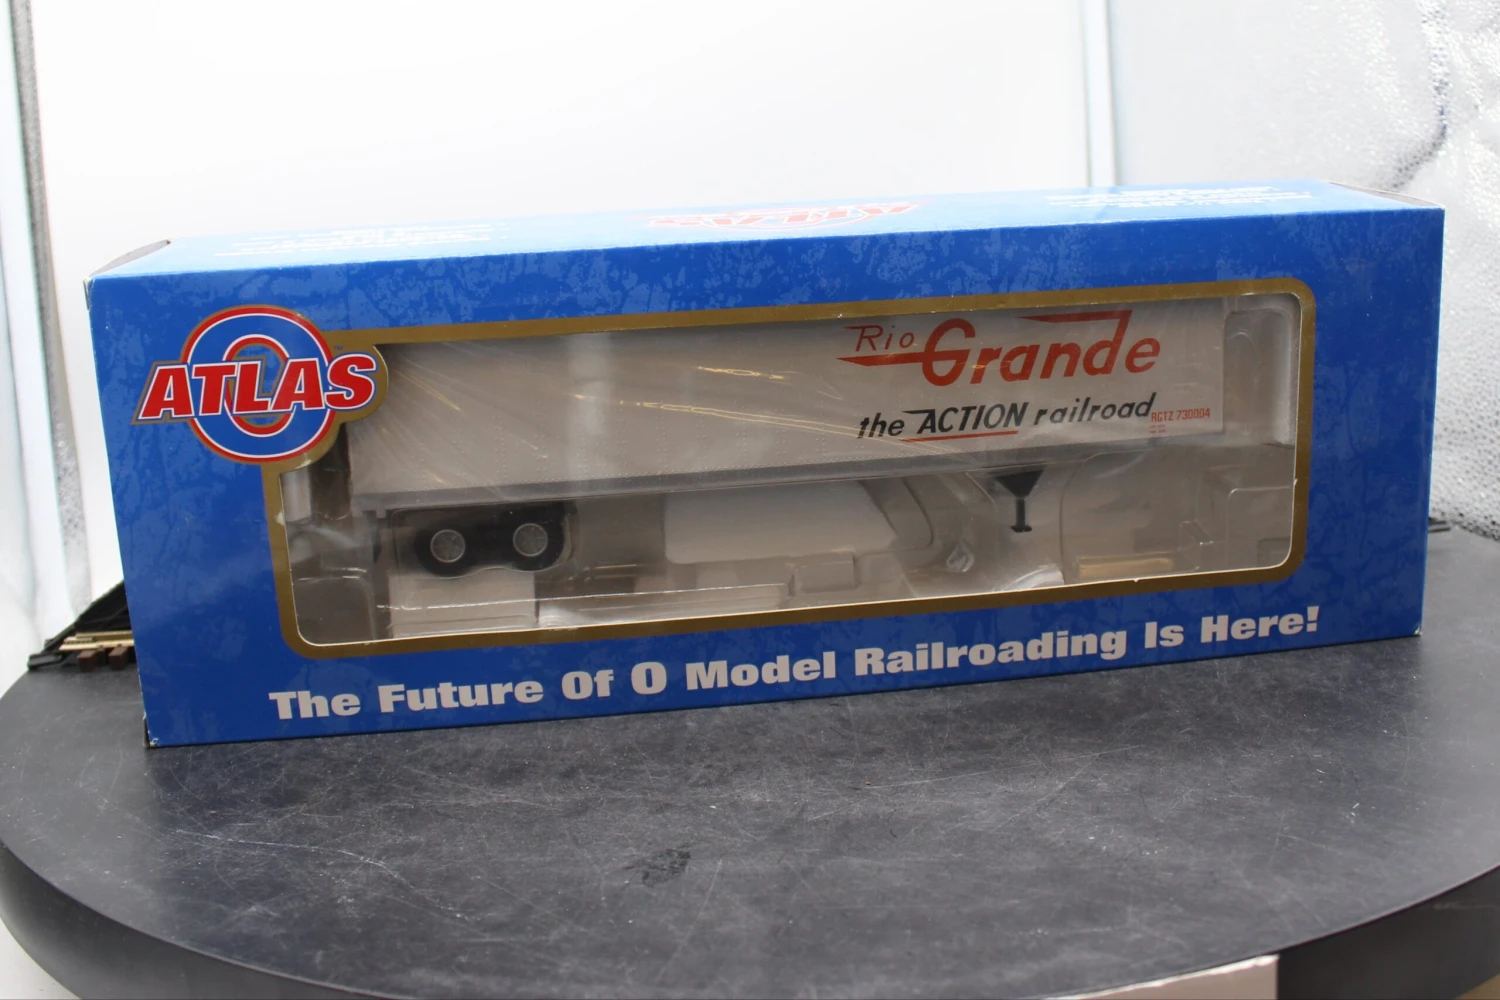 ATLAS
O
Rio Grande
the ACTION railroad
RGTZ 730004
The Future Of O Model Railroading Is Here!